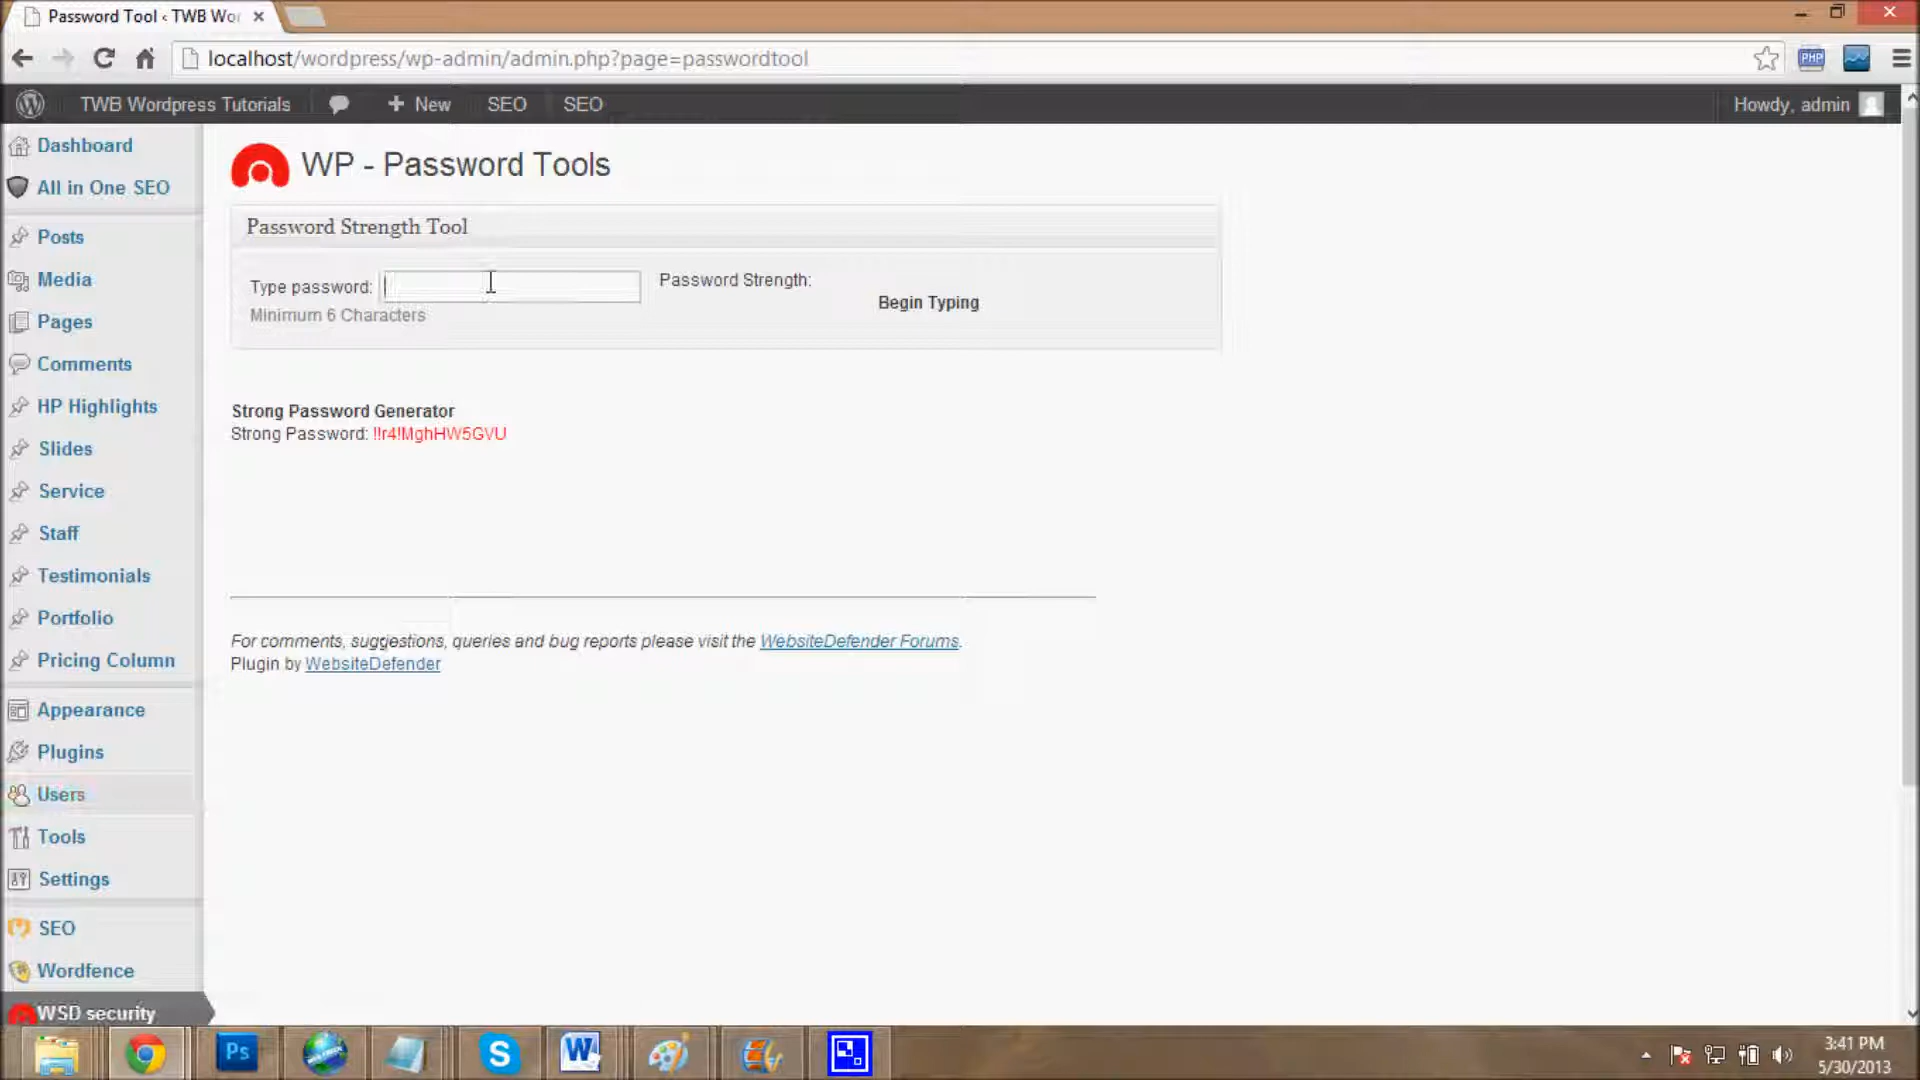 Password Tool ‹ TWB Wor
localhost/wordpress/wp-admin/admin.php?page=passwordtool
PHP
TWB Wordpress Tutorials
+ New
SEO
SEO
Howdy, admin
Dashboard
All in One SEO
Posts
Media
Pages
Comments
HP Highlights
Slides
Service
Staff
Testimonials
Portfolio
Pricing Column
Appearance
Plugins
Users
Tools
Settings
SEO
Wordfence
WSD security
WP - Password Tools
Password Strength Tool
Type password:
Minimum 6 Characters
Password Strength:
Begin Typing
Strong Password Generator
Strong Password: !!r4!MghHW5GVU
For comments, suggestions, queries and bug reports please visit the WebsiteDefender Forums.
Plugin by WebsiteDefender
Ps
S
W
3:41 PM
5/30/2013